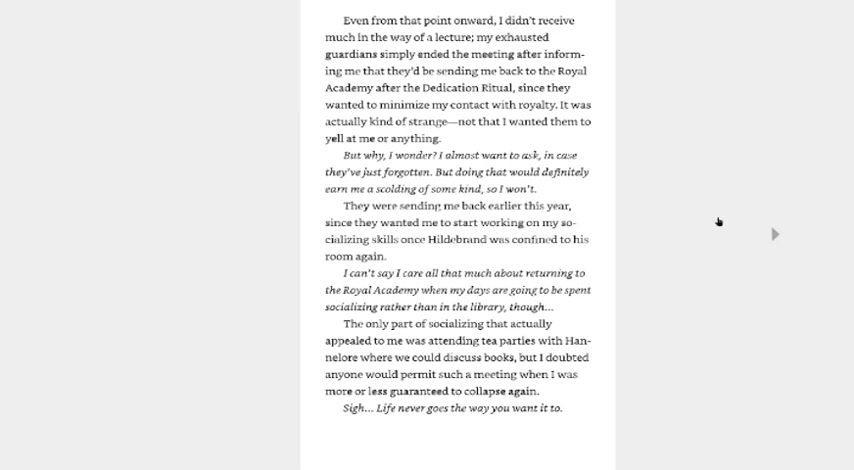 Even from that point onward, I didn't receive
much in the way of a lecture; my exhausted
guardians simply ended the meeting after inform-
ing me that they'd be sending me back to the Royal
Academy after the Dedication Ritual, since they
wanted to minimize my contact with royalty. It was
actually kind of strange—not that I wanted them to
yell at me or anything.
But why, I wonder? I almost want to ask, in case
they've just forgotten. But doing that would definitely
earn me a scolding of some kind, so I won't.
They were sending me back earlier this year,
since they wanted me to start working on my so-
cializing skills once Hildebrand was confined to his
room again.
I can't say I care all that much about returning to
the Royal Academy when my days are going to be spent
socializing rather than in the library, though...
The only part of socializing that actually
appealed to me was attending tea parties with Han-
nelore where we could discuss books, but I doubted
anyone would permit such a meeting when I was
more or less guaranteed to collapse again.
Sigh... Life never goes the way you want it to.